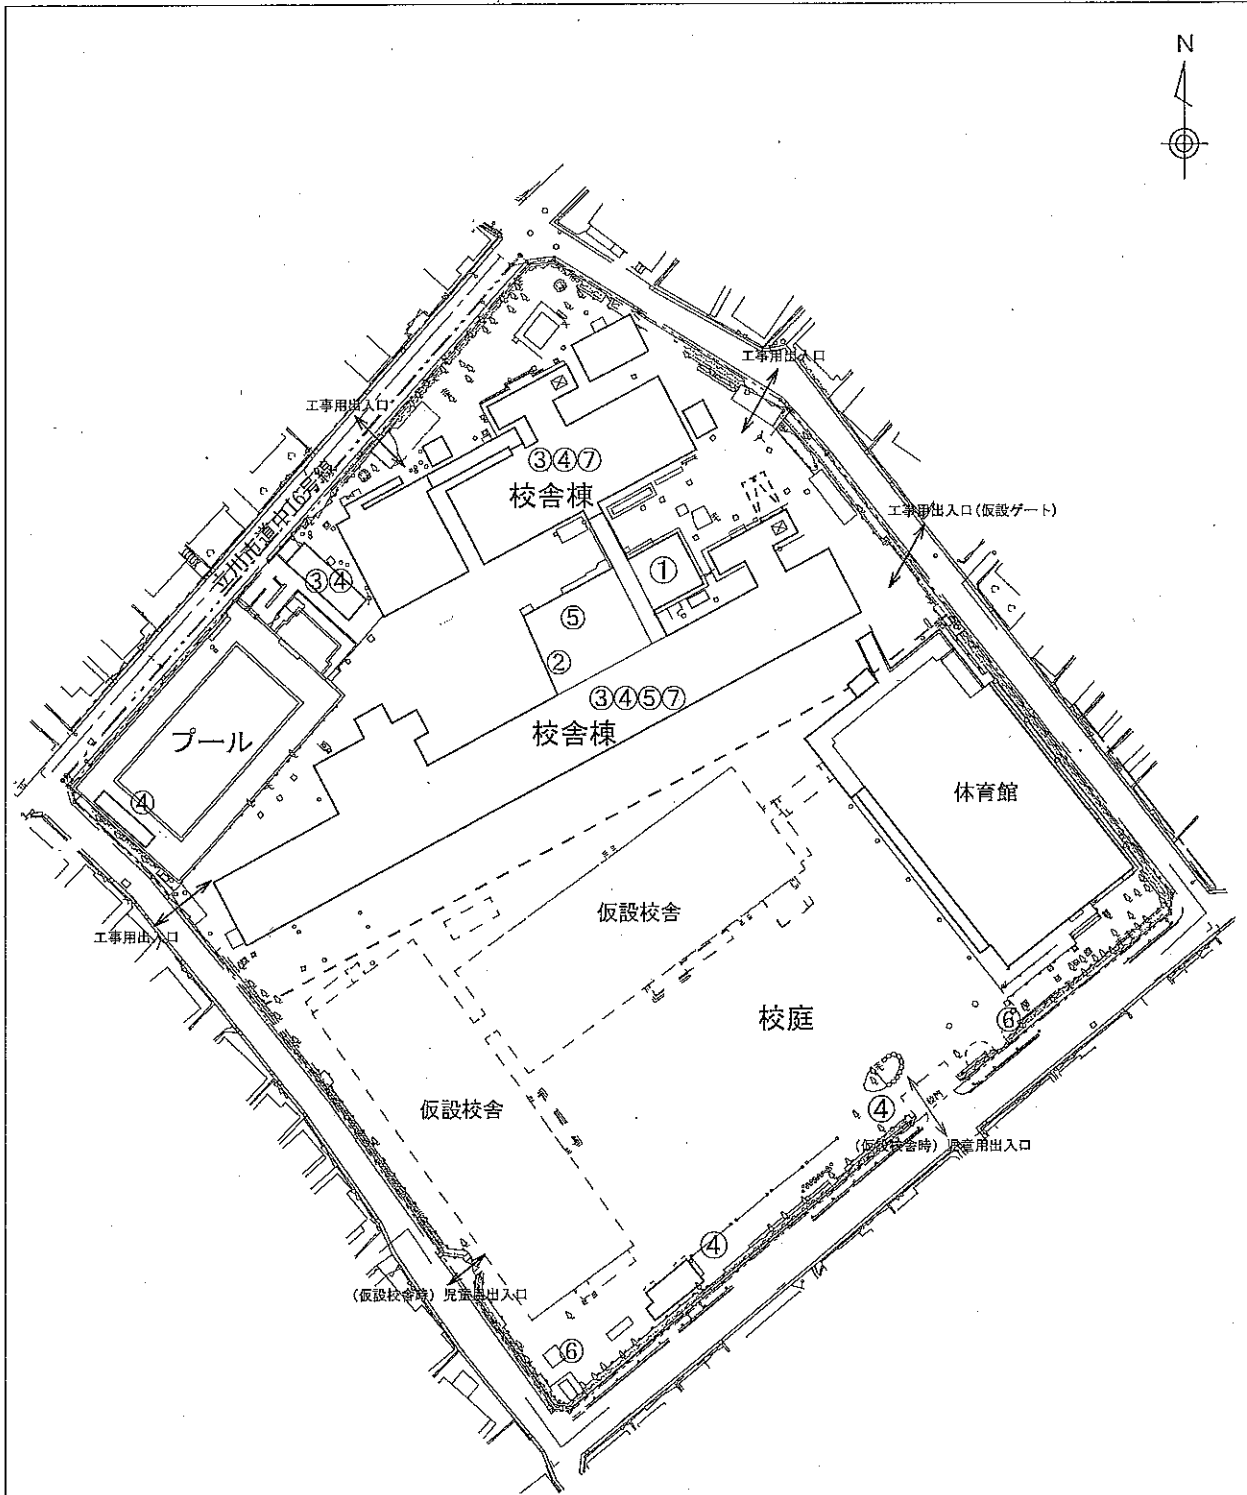 N
工事用出入口
工事用出入口
立川市道中16号線
③④⑦
校舎棟
工事用出入口(仮設ゲート)
①
③④
⑤
②
③④⑤⑦
校舎棟
プール
④
体育館
仮設校舎
工事用出入口
校庭
⑥
仮設校舎
④
(仮設校舎時)児童用出入口
④
(仮設校舎時)児童用出入口
⑥